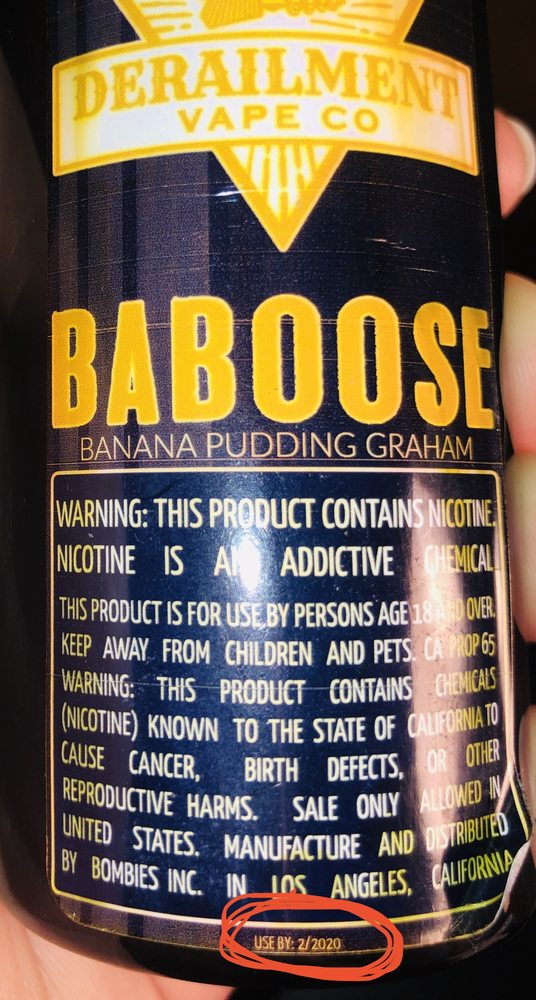 DERAILMENT
VAPE CO
BABOOSE
BANANA PUDDING GRAHAM
WARNING: THIS PRODUCT CONTAINS NICOTINE.
NICOTINE IS AN ADDICTIVE CHEMICAL.
THIS PRODUCT IS FOR USE BY PERSONS AGE 18 AND OVER.
KEEP AWAY FROM CHILDREN AND PETS. CA PROP 65
WARNING: THIS PRODUCT CONTAINS CHEMICALS
(NICOTINE) KNOWN TO THE STATE OF CALIFORNIA TO
CAUSE CANCER, BIRTH DEFECTS, OR OTHER
REPRODUCTIVE HARMS. SALE ONLY ALLOWED IN
UNITED STATES. MANUFACTURE AND DISTRIBUTED
BY BOMBIES INC. IN LOS ANGELES, CALIFORNIA
USE BY: 2/2020